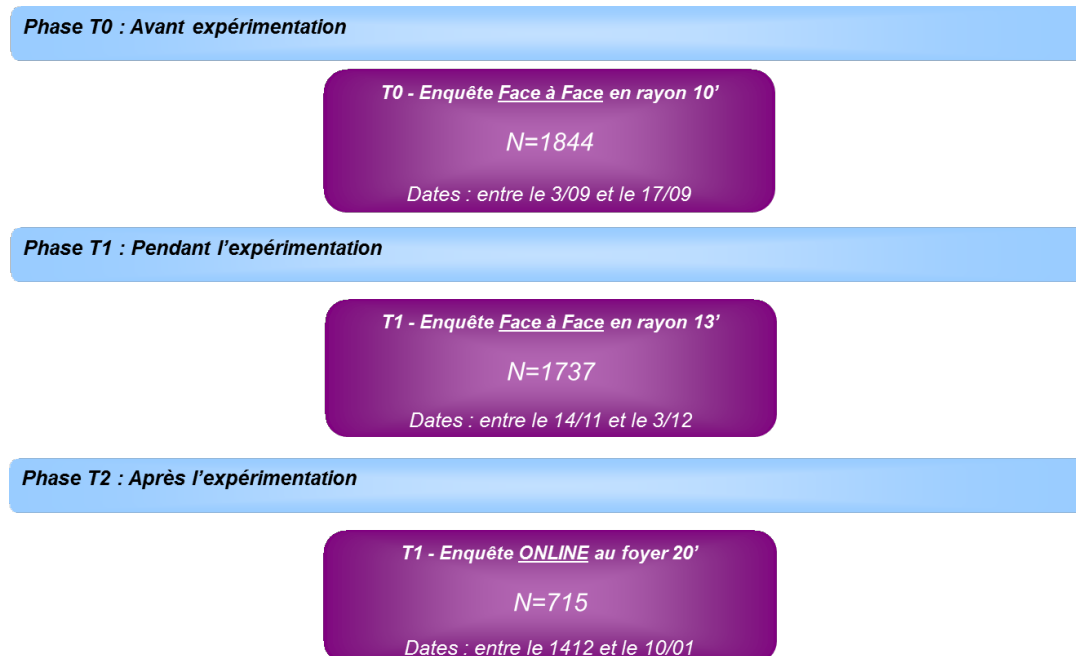 Phase T0 : Avant expérimentation
T0 - Enquête Face à Face en rayon 10’
N=1844
Dates : entre le 3/09 et le 17/09
Phase T1 : Pendant l’expérimentation
T1 - Enquête Face à Face en rayon 13’
N=1737
Dates : entre le 14/11 et le 3/12
Phase T2 : Après l’expérimentation
T1 - Enquête ONLINE au foyer 20’
N=715
Dates : entre le 1412 et le 10/01